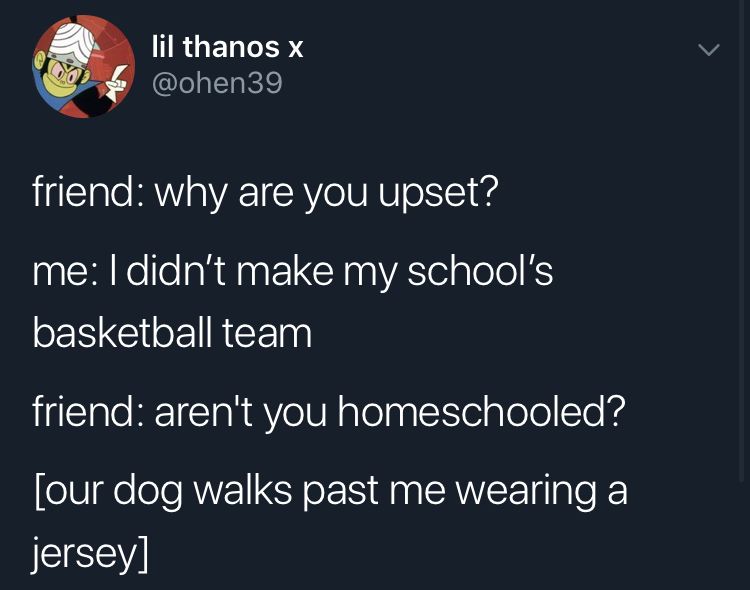 lil thanos x
@ohen39
friend: why are you upset?
me: I didn’t make my school’s
basketball team
friend: aren't you homeschooled?
[our dog walks past me wearing a
jersey]